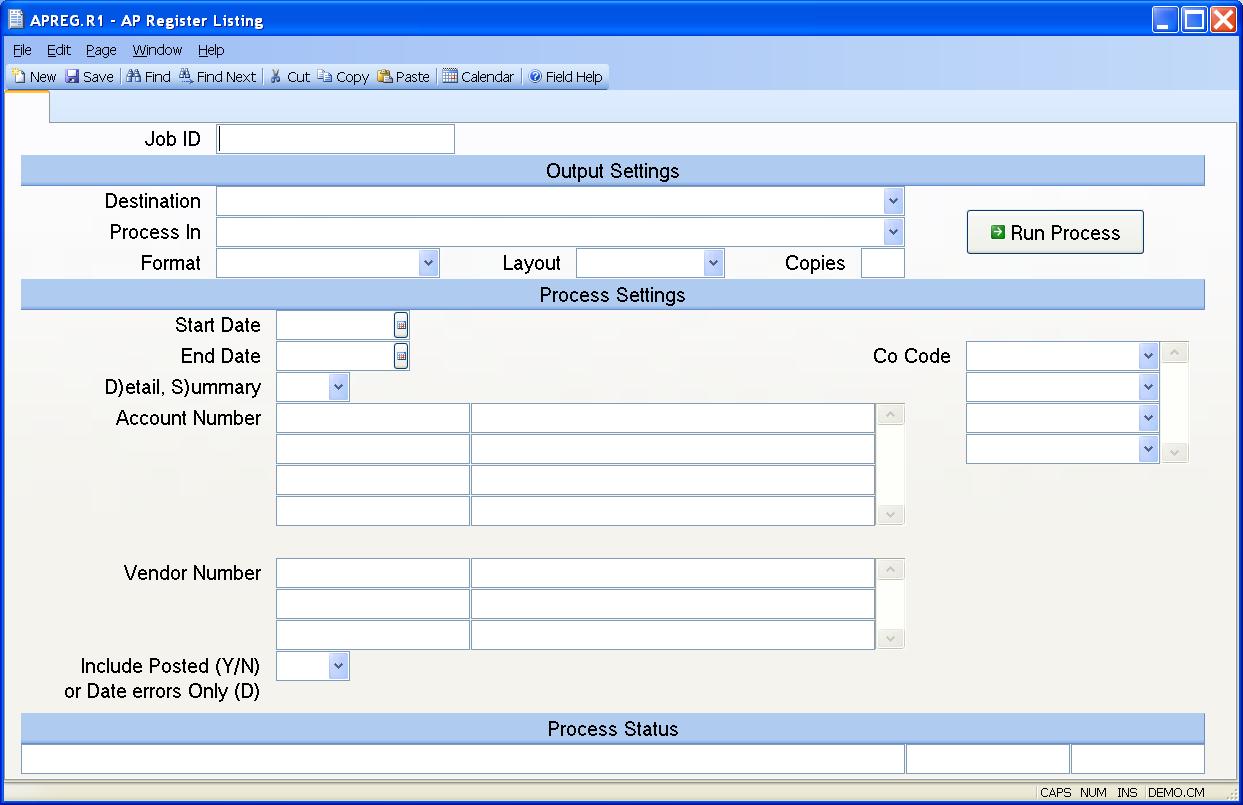 APREG.R1 - AP Register Listing
File Edit Page Window Help
New Save Find Find Next Cut Copy Paste Calendar Field Help
Job ID
Output Settings
Destination
Process In
Run Process
Format Layout Copies
Process Settings
Start Date
End Date Co Code
D)etail, S)ummary
Account Number
Vendor Number
Include Posted (Y/N)
or Date errors Only (D)
Process Status
CAPS NUM INS DEMO.CM